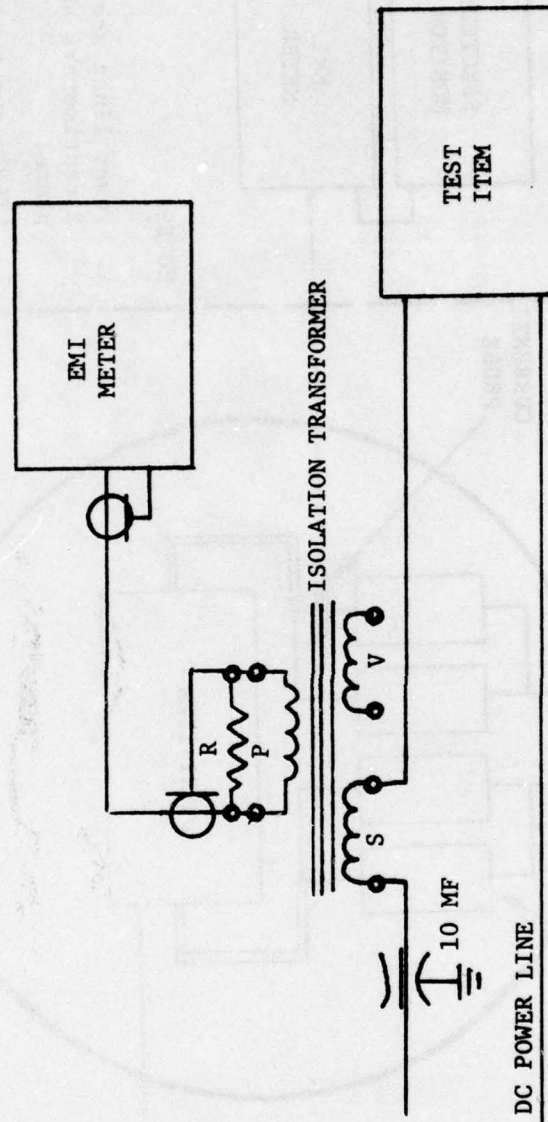 EMI
METER
TEST
ITEM
ISOLATION TRANSFORMER
R
P
S
V
10 MF
DC POWER LINE